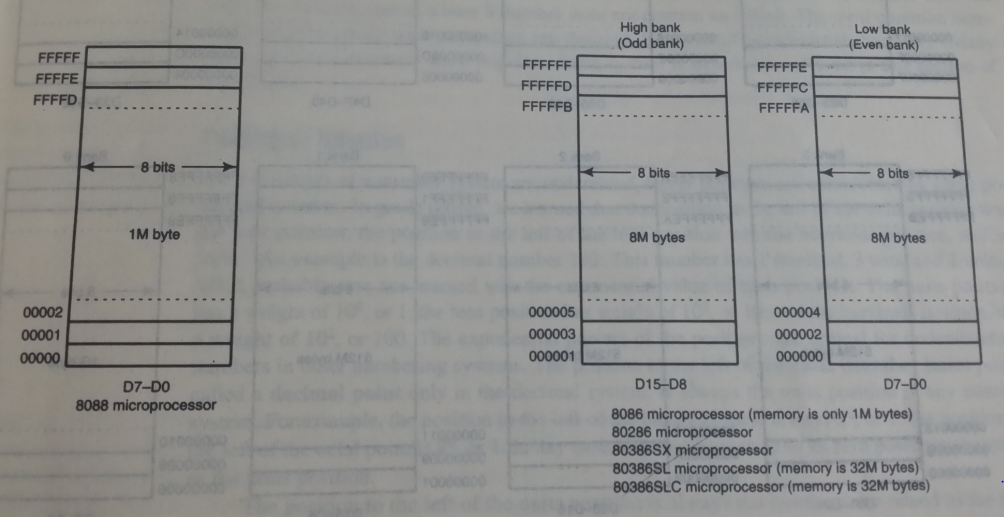 FFFFF
FFFFE
FFFFD
8 bits
1M byte
00002
00001
00000
D7–D0
8088 microprocessor
High bank
(Odd bank)
FFFFFF
FFFFFD
FFFFFB
8 bits
8M bytes
000005
000003
000001
D15–D8
Low bank
(Even bank)
FFFFFE
FFFFFC
FFFFFA
8 bits
8M bytes
000004
000002
000000
D7–D0
8086 microprocessor (memory is only 1M bytes)
80286 microprocessor
80386SX microprocessor
80386SL microprocessor (memory is 32M bytes)
80386SLC microprocessor (memory is 32M bytes)